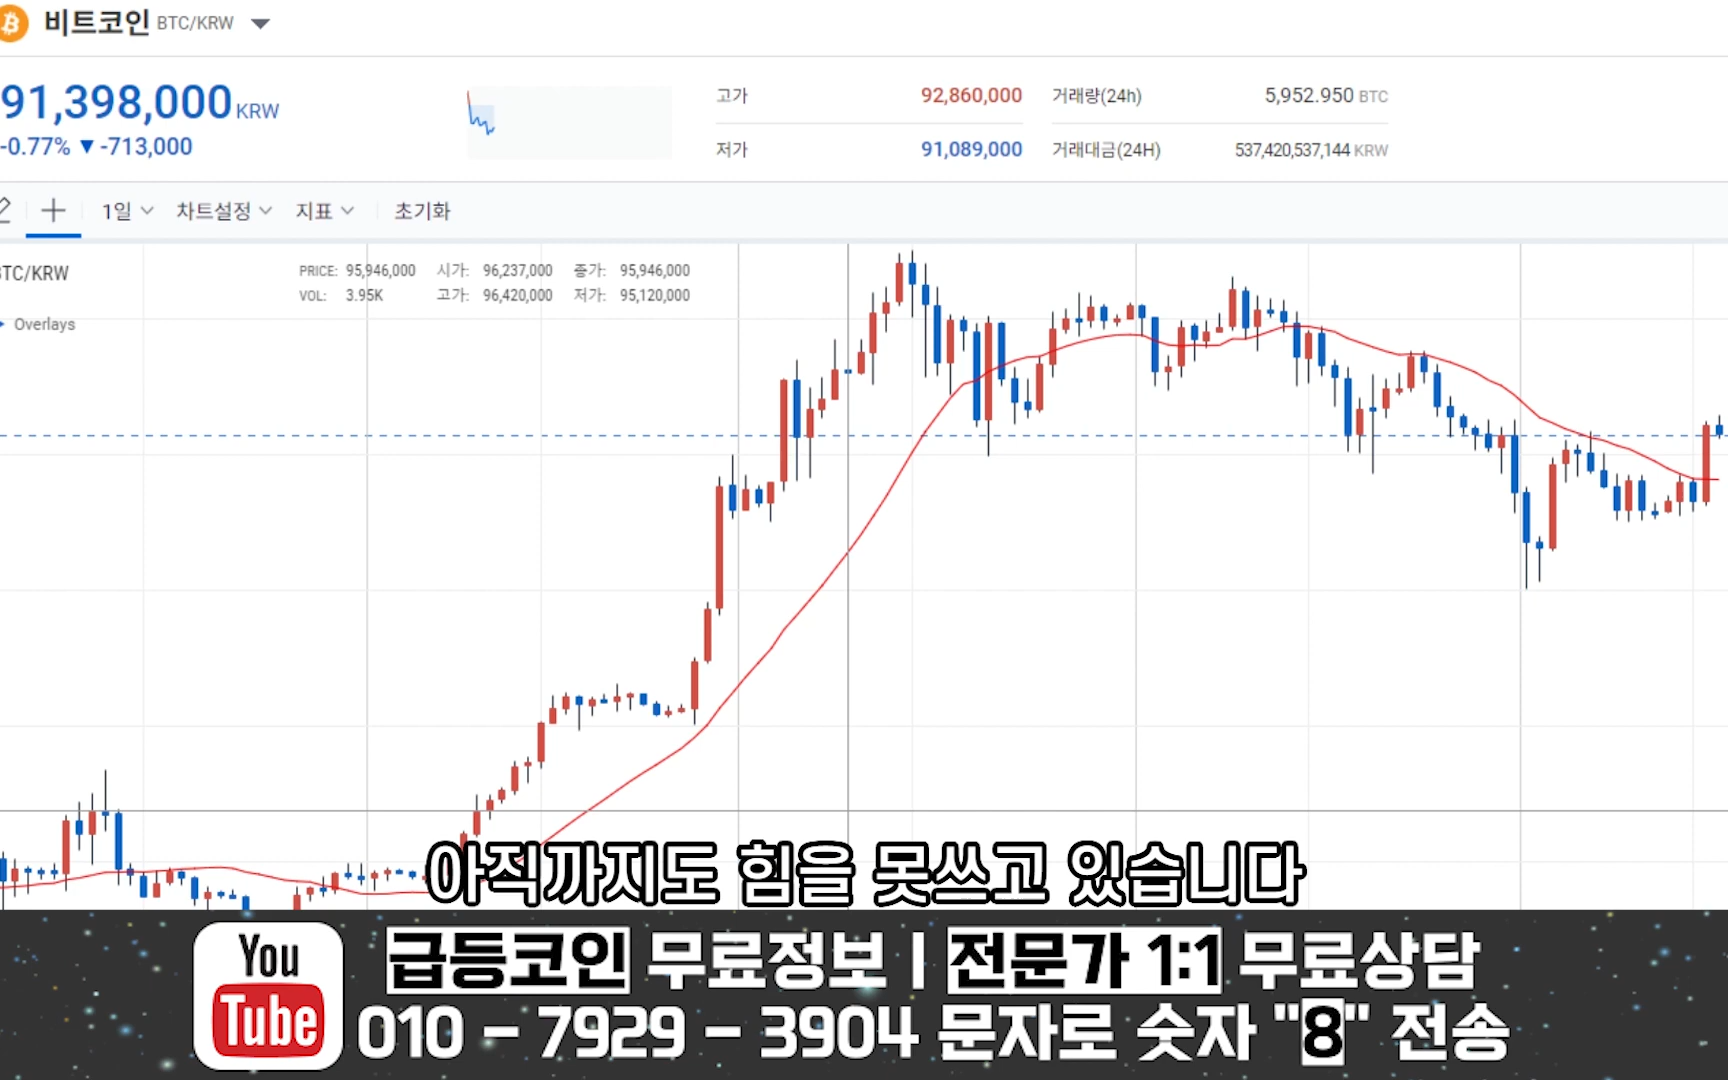 비트코인 BTC/KRW
91,398,000 KRW
-0.77% ▼ -713,000
고가 92,860,000 거래량(24h) 5,952.950 BTC
저가 91,089,000 거래대금(24H) 537,420,537,144 KRW
1일 차트설정 지표 초기화
BTC/KRW
PRICE: 95,946,000 시가: 96,237,000 종가: 95,946,000
VOL: 3.95K 고가: 96,420,000 저가: 95,120,000
Overlays
아직까지도 힘을 못쓰고 있습니다
You
Tube
급등코인 무료정보 | 전문가 1:1 무료상담
010 - 7929 - 3904 문자로 숫자 "8" 전송